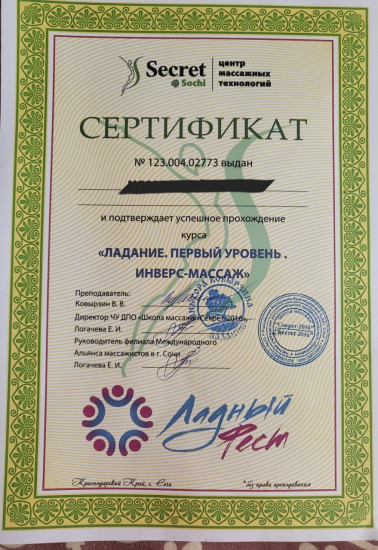 Secret
@ Sochi
центр
массажных
технологий
СЕРТИФИКАТ
№ 123.004.02773 выдан
и подтверждает успешное прохождение
курса
«ЛАДАНИЕ. ПЕРВЫЙ УРОВЕНЬ .
ИНВЕРС-МАССАЖ»
Преподаватель:
Ковырзин В. В.
Директор ЧУ ДПО «Школа массажа «Секрет 2016»,
Логачева Е. И.
Руководитель филиала Международного
Альянса массажистов в г. Сочи
Логачева Е. И.
Ладный
Фест
Краснодарский Край, г. Сочи
*без права преподавания